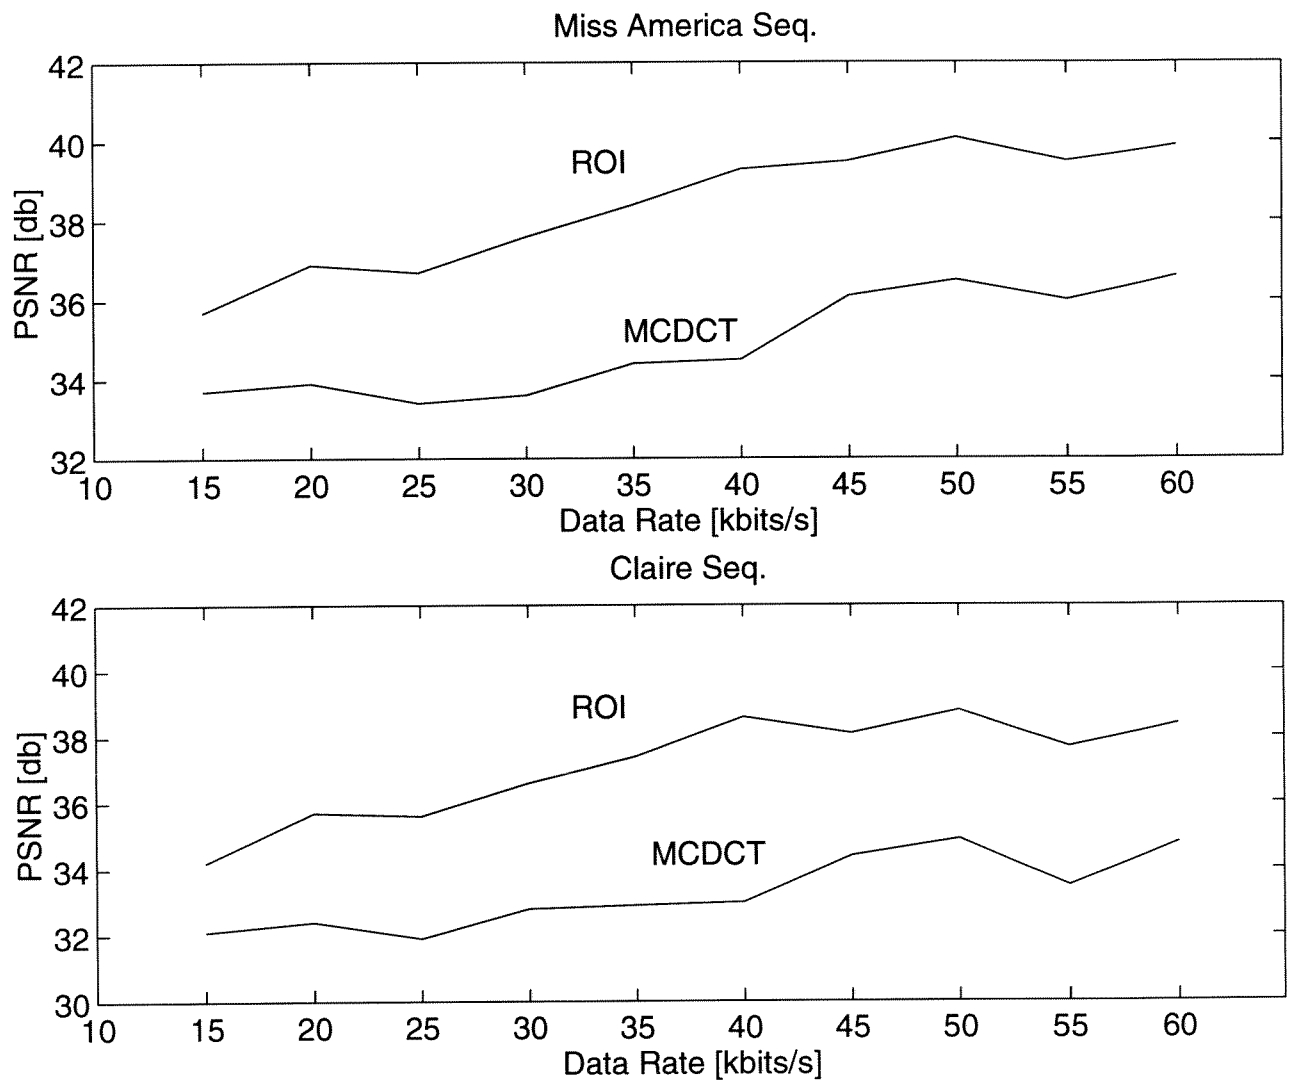 Miss America Seq.
42
40
38
36
34
32
PSNR [db]
ROI
MCDCT
10 15 20 25 30 35 40 45 50 55 60
Data Rate [kbits/s]
Claire Seq.
42
40
38
36
34
32
30
PSNR [db]
ROI
MCDCT
10 15 20 25 30 35 40 45 50 55 60
Data Rate [kbits/s]